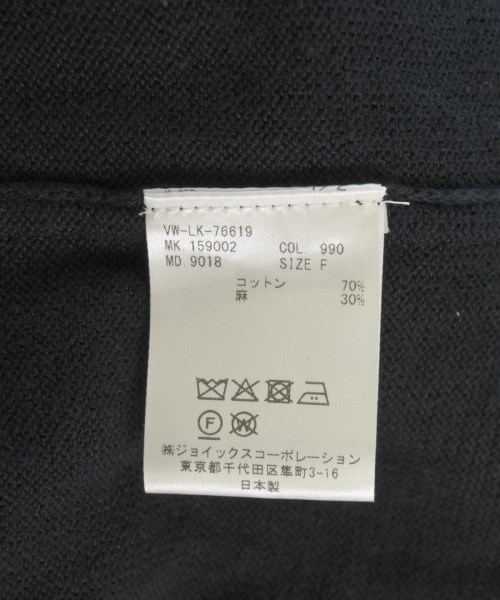 VW-LK-76619
MK 159002 COL 990
MD 9018 SIZE F
コットン 70%
麻 30%
F
W
㈱ジョイックスコーポレーション
東京都千代田区隼町3-16
日本製